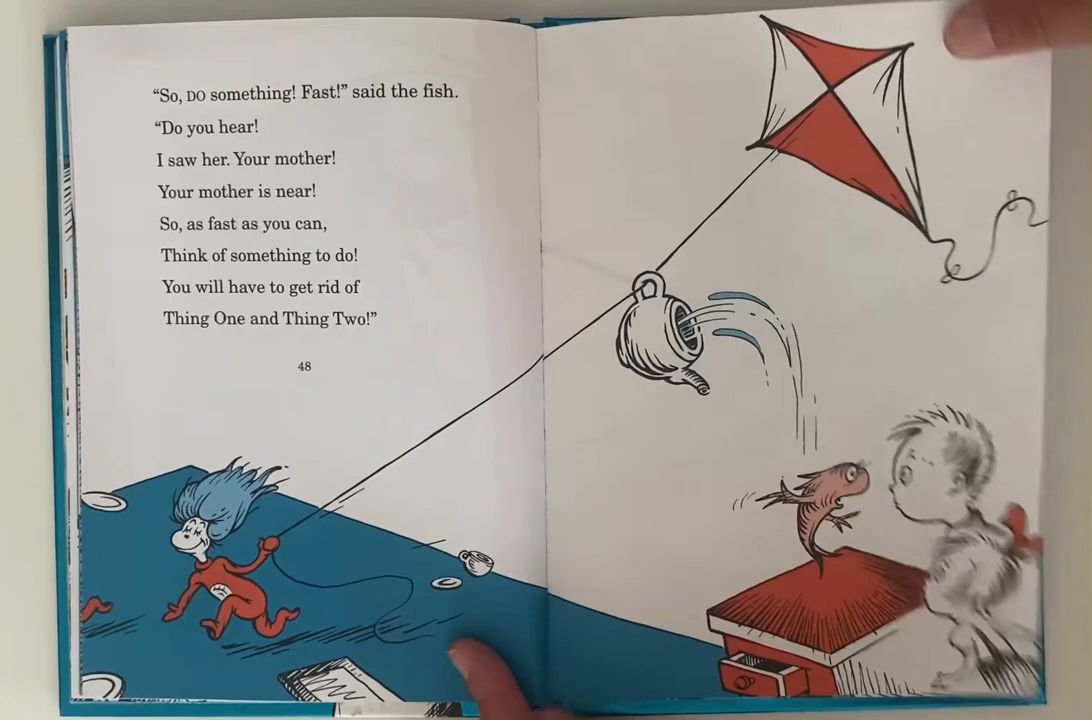 “So, DO something! Fast!” said the fish.
“Do you hear!
I saw her. Your mother!
Your mother is near!
So, as fast as you can,
Think of something to do!
You will have to get rid of
Thing One and Thing Two!”
48